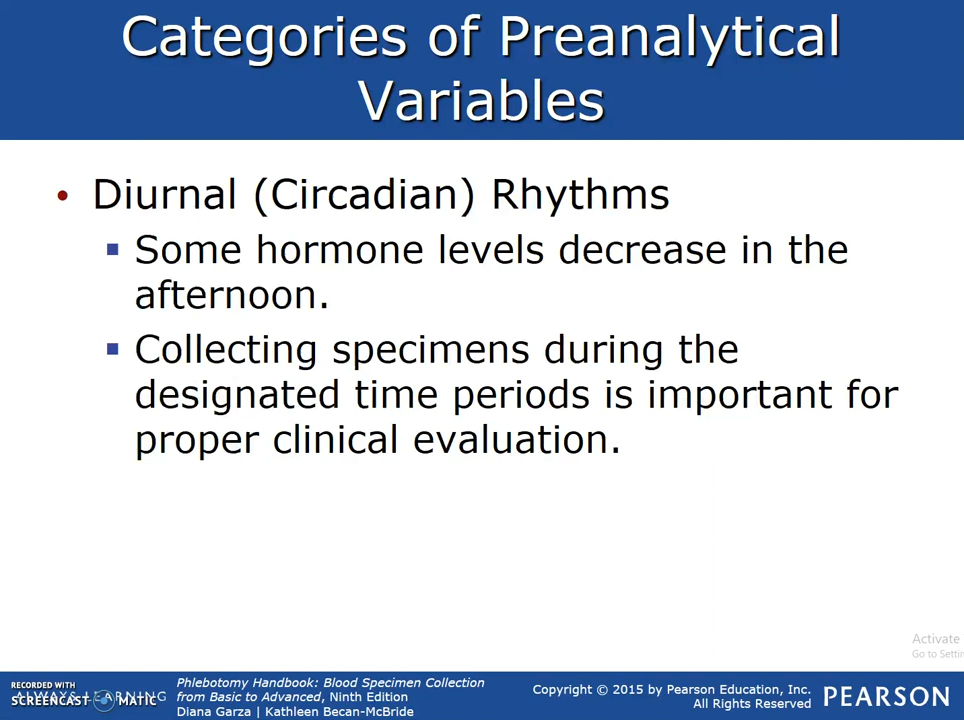 Categories of Preanalytical
Variables
• Diurnal (Circadian) Rhythms
▪ Some hormone levels decrease in the
afternoon.
▪ Collecting specimens during the
designated time periods is important for
proper clinical evaluation.
Activate
Go to Settin
RECORDED WITH
SCREENCAST MATIC
ALWAYS LEARNING
Phlebotomy Handbook: Blood Specimen Collection
from Basic to Advanced, Ninth Edition
Diana Garza | Kathleen Becan-McBride
Copyright © 2015 by Pearson Education, Inc.
All Rights Reserved
PEARSON